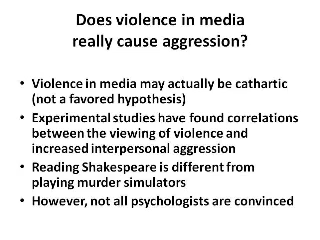 Does violence in media
really cause aggression?
• Violence in media may actually be cathartic
(not a favored hypothesis)
• Experimental studies have found correlations
between the viewing of violence and
increased interpersonal aggression
• Reading Shakespeare is different from
playing murder simulators
• However, not all psychologists are convinced